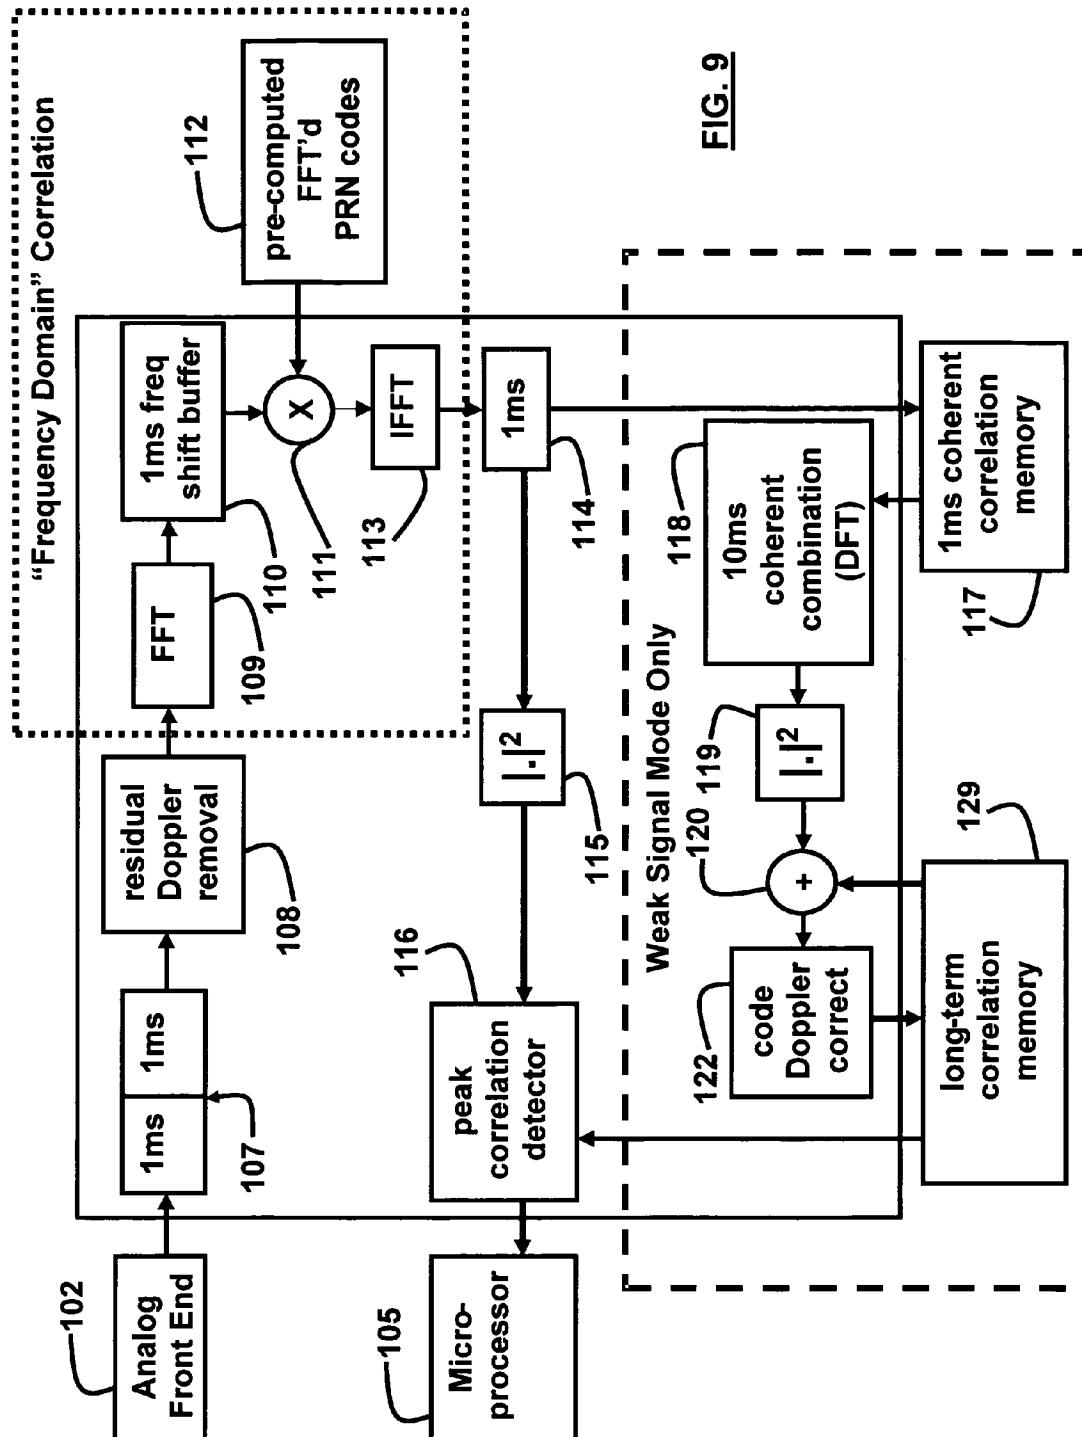 "Frequency Domain" Correlation
102
Analog
Front End
1ms
1ms
107
residual
Doppler
removal
108
FFT
109
1ms freq
shift buffer
110
X
111
pre-computed
FFT'd
PRN codes
112
IFFT
113
1ms
114
|.|²
115
peak
correlation
detector
116
105
Micro-
processor
Weak Signal Mode Only
118
10ms
coherent
combination
(DFT)
119
|.|²
120
+
122
code
Doppler
correct
129
long-term
correlation
memory
1ms coherent
correlation
memory
117
FIG. 9